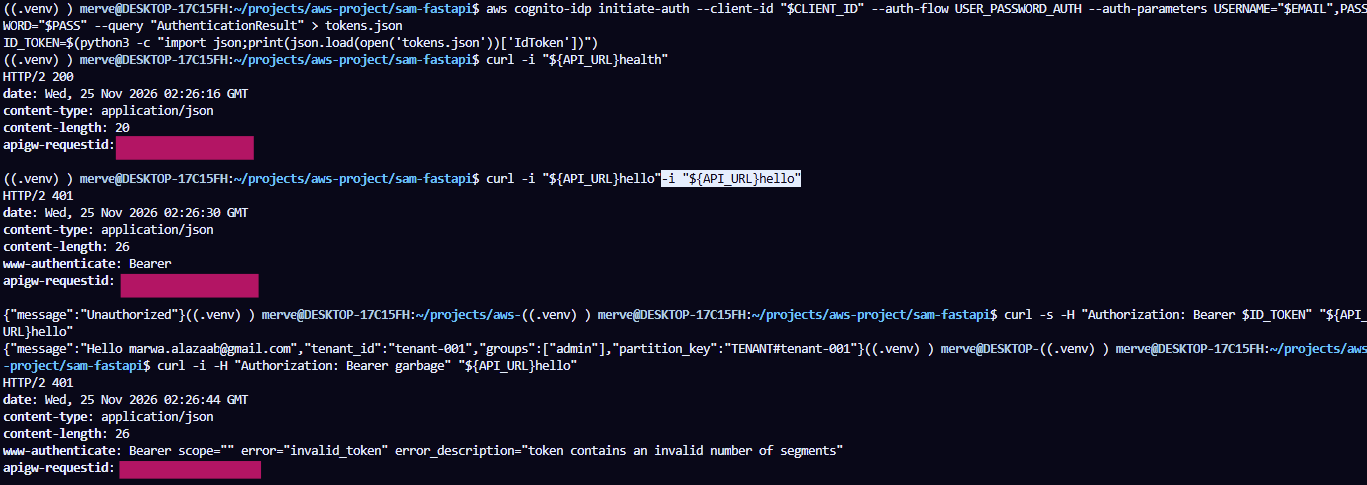 ((.venv) ) merve@DESKTOP-17C15FH:~/projects/aws-project/sam-fastapi$ aws cognito-idp initiate-auth --client-id "$CLIENT_ID" --auth-flow USER_PASSWORD_AUTH --auth-parameters USERNAME="$EMAIL",PASS
WORD="$PASS" --query "AuthenticationResult" > tokens.json
ID_TOKEN=$(python3 -c "import json;print(json.load(open('tokens.json'))['IdToken'])")
((.venv) ) merve@DESKTOP-17C15FH:~/projects/aws-project/sam-fastapi$ curl -i "${API_URL}health"
HTTP/2 200
date: Wed, 25 Nov 2026 02:26:16 GMT
content-type: application/json
content-length: 20
apigw-requestid:
((.venv) ) merve@DESKTOP-17C15FH:~/projects/aws-project/sam-fastapi$ curl -i "${API_URL}hello"-i "${API_URL}hello"
HTTP/2 401
date: Wed, 25 Nov 2026 02:26:30 GMT
content-type: application/json
content-length: 26
www-authenticate: Bearer
apigw-requestid:
{"message":"Unauthorized"}((.venv) ) merve@DESKTOP-17C15FH:~/projects/aws-((.venv) ) merve@DESKTOP-17C15FH:~/projects/aws-project/sam-fastapi$ curl -s -H "Authorization: Bearer $ID_TOKEN" "${API_
URL}hello"
{"message":"Hello marwa.alazaab@gmail.com","tenant_id":"tenant-001","groups":["admin"],"partition_key":"TENANT#tenant-001"}((.venv) ) merve@DESKTOP-((.venv) ) merve@DESKTOP-17C15FH:~/projects/aws
-project/sam-fastapi$ curl -i -H "Authorization: Bearer garbage" "${API_URL}hello"
HTTP/2 401
date: Wed, 25 Nov 2026 02:26:44 GMT
content-type: application/json
content-length: 26
www-authenticate: Bearer scope="" error="invalid_token" error_description="token contains an invalid number of segments"
apigw-requestid: